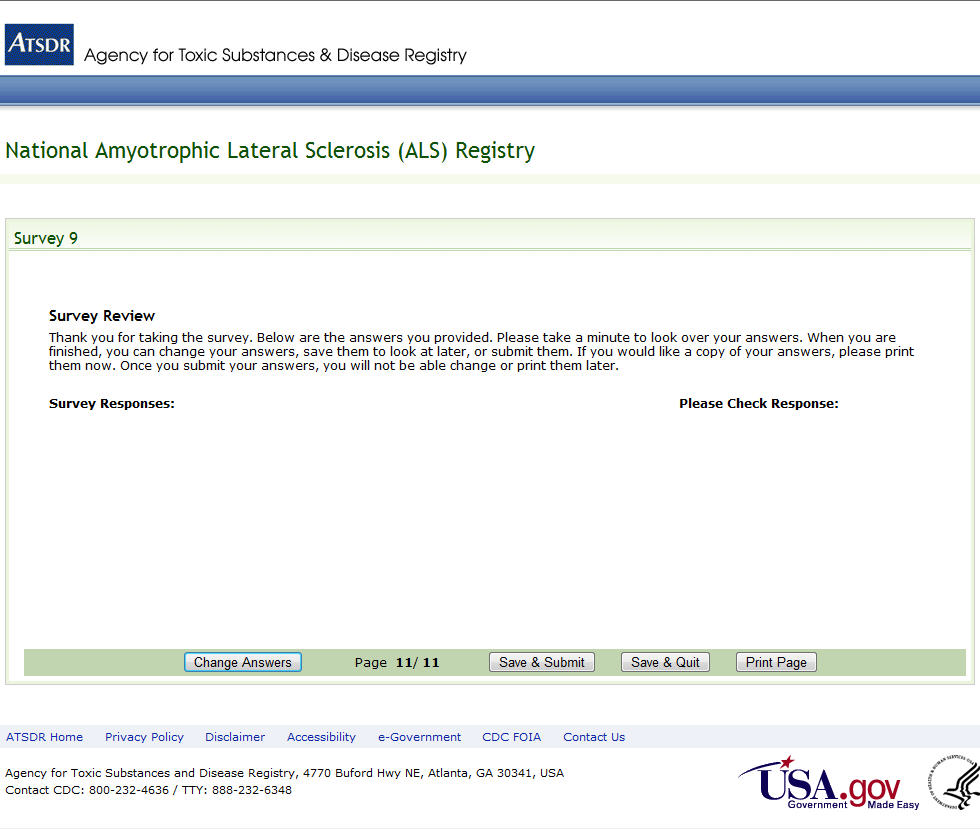 ATSDR
Agency for Toxic Substances & Disease Registry
National Amyotrophic Lateral Sclerosis (ALS) Registry
Survey 9
Survey Review
Thank you for taking the survey. Below are the answers you provided. Please take a minute to look over your answers. When you are
finished, you can change your answers, save them to look at later, or submit them. If you would like a copy of your answers, please print
them now. Once you submit your answers, you will not be able change or print them later.
Survey Responses: Please Check Response:
Change Answers Page 11/ 11 Save & Submit Save & Quit Print Page
ATSDR Home Privacy Policy Disclaimer Accessibility e-Government CDC FOIA Contact Us
Agency for Toxic Substances and Disease Registry, 4770 Buford Hwy NE, Atlanta, GA 30341, USA
Contact CDC: 800-232-4636 / TTY: 888-232-6348
USA.gov
Government Made Easy